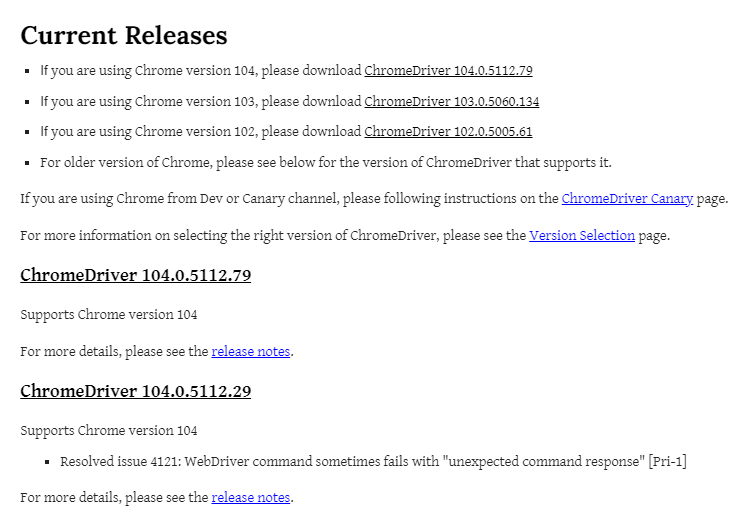 Current Releases
If you are using Chrome version 104, please download ChromeDriver 104.0.5112.79
If you are using Chrome version 103, please download ChromeDriver 103.0.5060.134
If you are using Chrome version 102, please download ChromeDriver 102.0.5005.61
For older version of Chrome, please see below for the version of ChromeDriver that supports it.
If you are using Chrome from Dev or Canary channel, please following instructions on the ChromeDriver Canary page.
For more information on selecting the right version of ChromeDriver, please see the Version Selection page.
ChromeDriver 104.0.5112.79
Supports Chrome version 104
For more details, please see the release notes.
ChromeDriver 104.0.5112.29
Supports Chrome version 104
Resolved issue 4121: WebDriver command sometimes fails with "unexpected command response" [Pri-1]
For more details, please see the release notes.